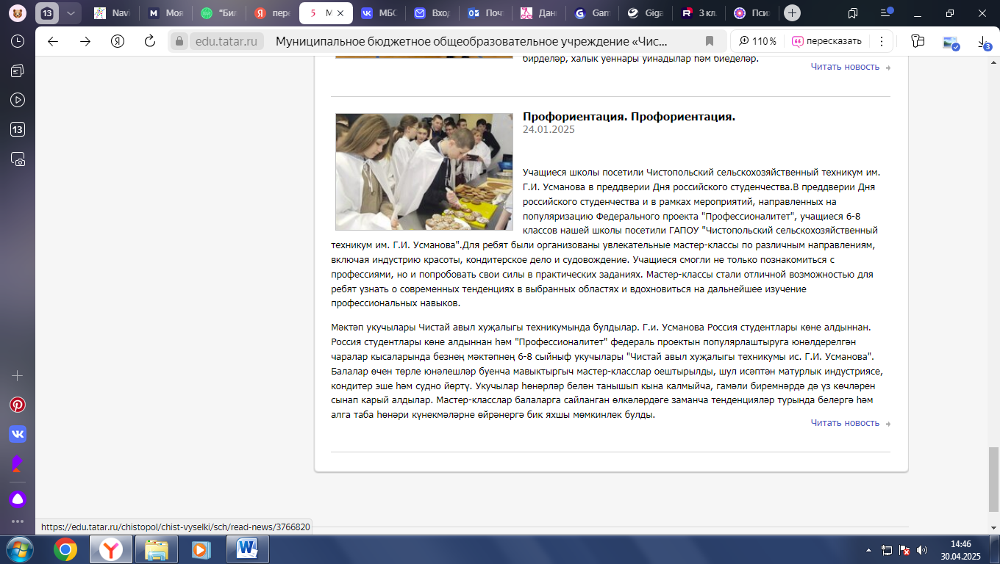 13
Navi
Моя
"Бил
пере
5 М
МБС
Вход
Почт
Дан
Gam
Giga
3 кл
Псих
edu.tatar.ru Муниципальное бюджетное общеобразовательное учреждение «Чис... 110 % пересказать 3
13
бирделәр, халык уеннары уйнадылар һәм биеделәр.
Читать новость
Профориентация. Профориентация.
24.01.2025
Учащиеся школы посетили Чистопольский сельскохозяйственный техникум им.
Г.И. Усманова в преддверии Дня российского студенчества.В преддверии Дня
российского студенчества и в рамках мероприятий, направленных на
популяризацию Федерального проекта "Профессионалитет", учащиеся 6-8
классов нашей школы посетили ГАПОУ "Чистопольский сельскохозяйственный
техникум им. Г.И. Усманова".Для ребят были организованы увлекательные мастер-классы по различным направлениям,
включая индустрию красоты, кондитерское дело и судовождение. Учащиеся смогли не только познакомиться с
профессиями, но и попробовать свои силы в практических заданиях. Мастер-классы стали отличной возможностью для
ребят узнать о современных тенденциях в выбранных областях и вдохновиться на дальнейшее изучение
профессиональных навыков.
Мәктәп укучылары Чистай авыл хуҗалыгы техникумында булдылар. Г.и. Усманова Россия студентлары көне алдыннан.
Россия студентлары көне алдыннан һәм "Профессионалитет" федераль проектын популярлаштыруга юнәлдерелгән
чаралар кысаларында безнең мәктәпнең 6-8 сыйныф укучылары "Чистай авыл хуҗалыгы техникумы ис. Г.И. Усманова".
Балалар өчен төрле юнәлешләр буенча мавыктыргыч мастер-класслар оештырылды, шул исәптән матурлык индустриясе,
кондитер эше һәм судно йөртү. Укучылар һөнәрләр белән танышып кына калмыйча, гамәли биремнәрдә дә үз көчләрен
сынап карый алдылар. Мастер-класслар балаларга сайланган өлкәләрдәге заманча тенденцияләр турында белергә һәм
алга таба һөнәри күнекмәләрне өйрәнергә бик яхшы мөмкинлек булды.
Читать новость
https://edu.tatar.ru/chistopol/chist-vyselki/sch/read-news/3766820
14:46
30.04.2025